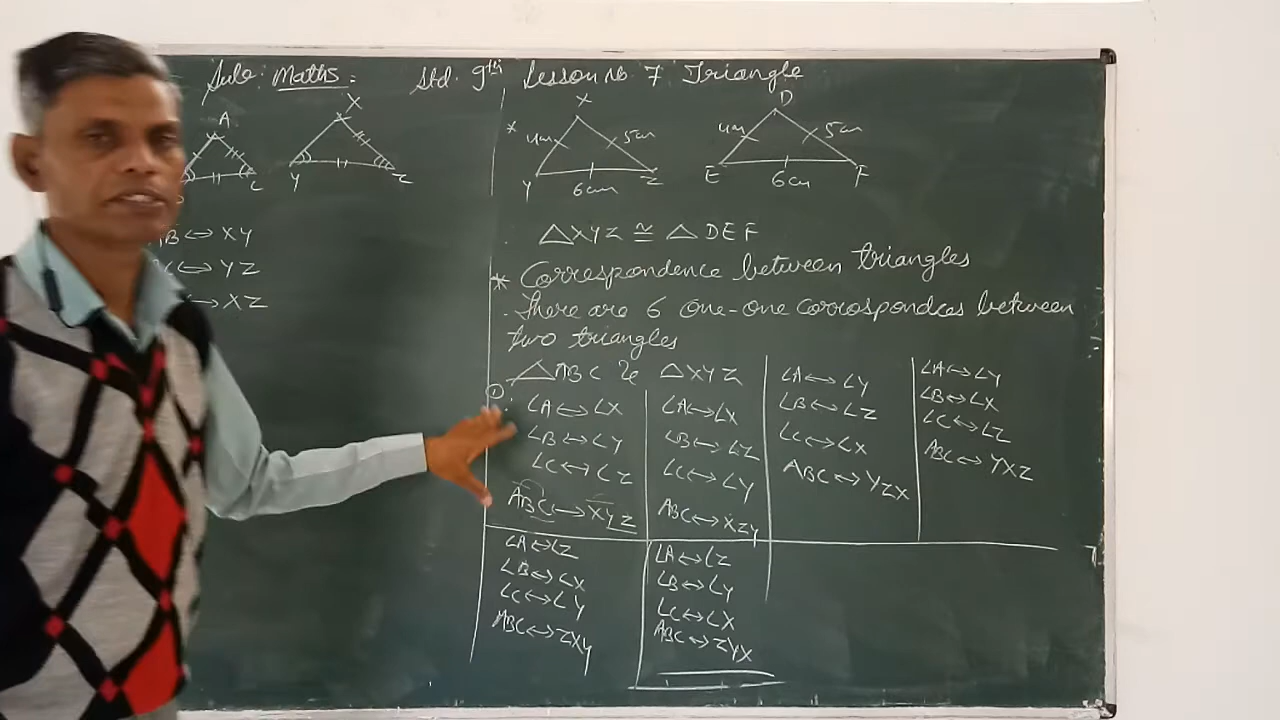 Sub: Maths: Std. 9th Lesson No. 7 Triangle
A
C
X
Y
Z
↔ XY
↔ YZ
↔ XZ
* X
4cm 5cm
Y Z
6cm
D
4cm 5cm
E F
6cm
△XYZ ≅ △DEF
* Correspondence between triangles
. There are 6 one-one correspondces between
two triangles
△ABC & △XYZ
①
∠A ↔ ∠X
∠B ↔ ∠Y
∠C ↔ ∠Z
ABC ↔ XYZ
∠A ↔ ∠X
∠B ↔ ∠Z
∠C ↔ ∠Y
ABC ↔ XZY
∠A ↔ ∠Y
∠B ↔ ∠Z
∠C ↔ ∠X
ABC ↔ YZX
∠A ↔ ∠Y
∠B ↔ ∠X
∠C ↔ ∠Z
ABC ↔ YXZ
∠A ↔ ∠Z
∠B ↔ ∠X
∠C ↔ ∠Y
ABC ↔ ZXY
∠A ↔ ∠Z
∠B ↔ ∠Y
∠C ↔ ∠X
ABC ↔ ZYX